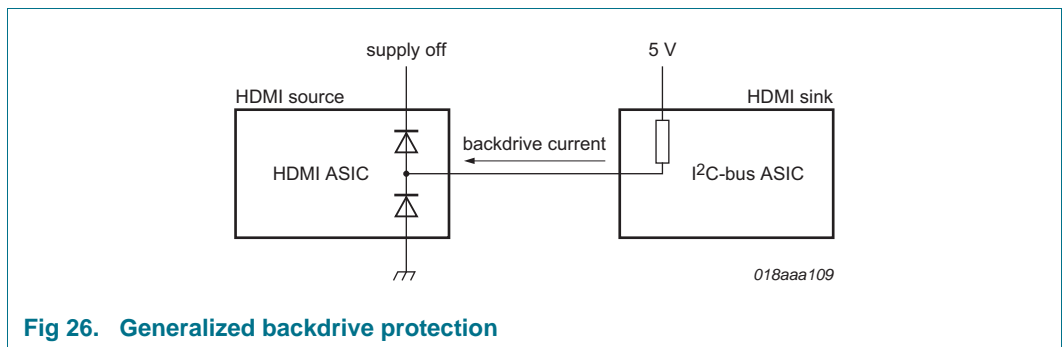 supply off
5 V
HDMI source
HDMI sink
backdrive current
HDMI ASIC
I2C-bus ASIC
018aaa109
Fig 26. Generalized backdrive protection